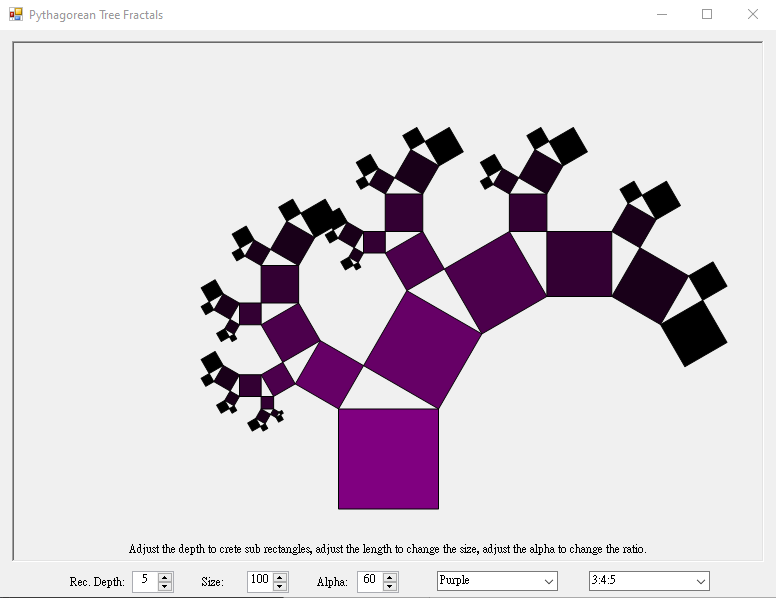 Pythagorean Tree Fractals
Adjust the depth to crete sub rectangles, adjust the length to change the size, adjust the alpha to change the ratio.
Rec. Depth: 5 Size: 100 Alpha: 60 Purple 3:4:5